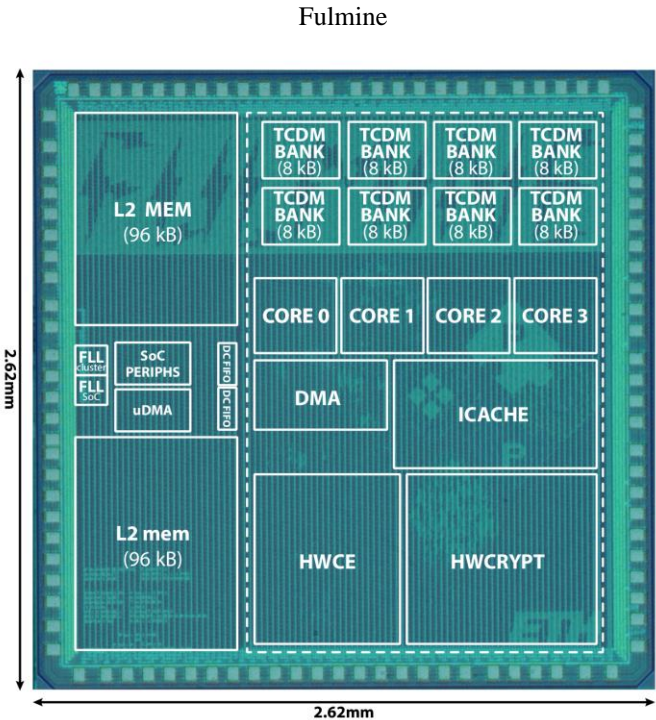 Fulmine
L2 MEM
(96 kB)
TCDM
BANK
(8 kB)
TCDM
BANK
(8 kB)
TCDM
BANK
(8 kB)
TCDM
BANK
(8 kB)
TCDM
BANK
(8 kB)
TCDM
BANK
(8 kB)
TCDM
BANK
(8 kB)
TCDM
BANK
(8 kB)
CORE 0
CORE 1
CORE 2
CORE 3
FLL
cluster
FLL
SoC
SoC
PERIPHS
uDMA
DC FIFO
DC FIFO
DMA
ICACHE
L2 mem
(96 kB)
HWCE
HWCRYPT
P
ETH
2.62mm
2.62mm